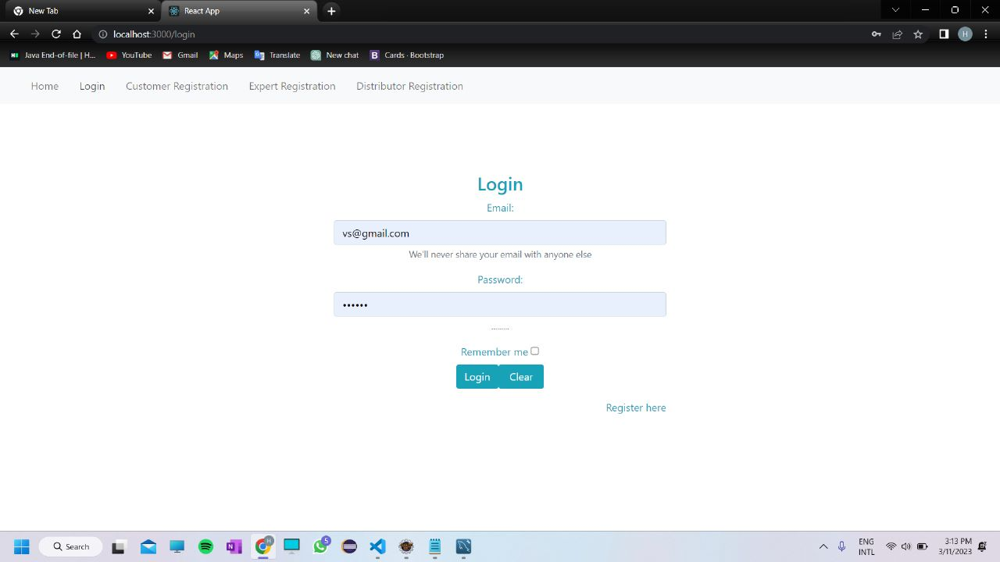 New Tab
React App
localhost:3000/login
H
Java End-of-file | H...
YouTube
Gmail
Maps
Translate
New chat
B
Cards · Bootstrap
Home
Login
Customer Registration
Expert Registration
Distributor Registration
Login
Email:
vs@gmail.com
We'll never share your email with anyone else
Password:
••••••
.........
Remember me
Login
Clear
Register here
Search
N
H
5
ENG
INTL
3:13 PM
3/11/2023